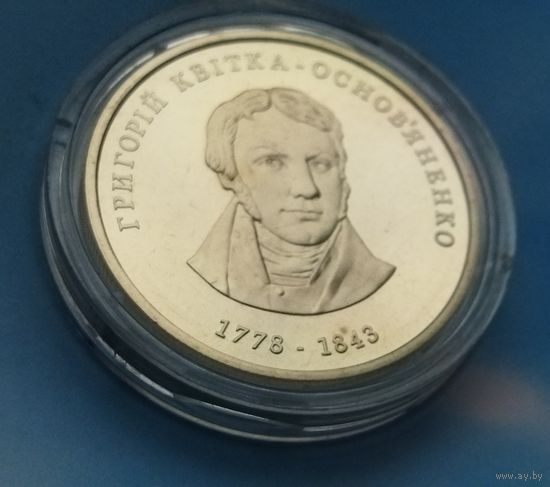 ГРИГОРІЙ КВІТКА-ОСНОВ'ЯНЕНКО
1778 - 1843
www.ay.by